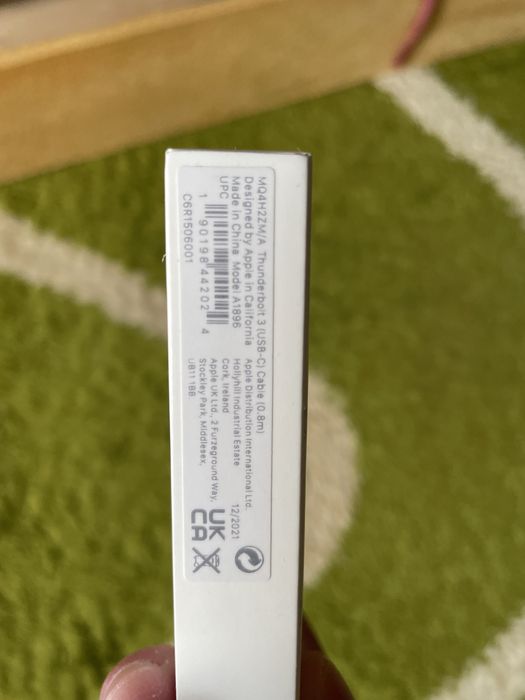 MQ4H2ZM/A Thunderbolt 3 (USB-C) Cable (0.8m)
Designed by Apple in California
Made in China Model A1896
UPC
1 90198 44202 4
C6R1506001
Apple Distribution International Ltd.
Hollyhill Industrial Estate
Cork, Ireland
Apple UK Ltd., 2 Furzeground Way,
Stockley Park, Middlesex,
UB11 1BB
12/2021
UK
CA